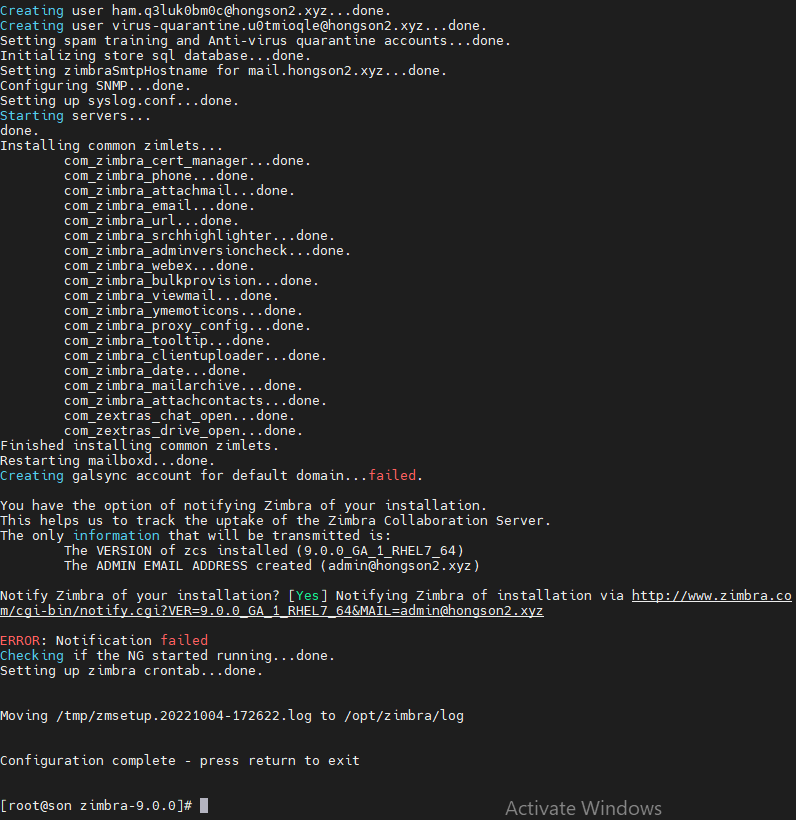 Creating user ham.q3luk0bm0c@hongson2.xyz...done.
Creating user virus-quarantine.u0tmioqle@hongson2.xyz...done.
Setting spam training and Anti-virus quarantine accounts...done.
Initializing store sql database...done.
Setting zimbraSmtpHostname for mail.hongson2.xyz...done.
Configuring SNMP...done.
Setting up syslog.conf...done.
Starting servers...
done.
Installing common zimlets...
        com_zimbra_cert_manager...done.
        com_zimbra_phone...done.
        com_zimbra_attachmail...done.
        com_zimbra_email...done.
        com_zimbra_url...done.
        com_zimbra_srchhighlighter...done.
        com_zimbra_adminversioncheck...done.
        com_zimbra_webex...done.
        com_zimbra_bulkprovision...done.
        com_zimbra_viewmail...done.
        com_zimbra_ymemoticons...done.
        com_zimbra_proxy_config...done.
        com_zimbra_tooltip...done.
        com_zimbra_clientuploader...done.
        com_zimbra_date...done.
        com_zimbra_mailarchive...done.
        com_zimbra_attachcontacts...done.
        com_zextras_chat_open...done.
        com_zextras_drive_open...done.
Finished installing common zimlets.
Restarting mailboxd...done.
Creating galsync account for default domain...failed.
You have the option of notifying Zimbra of your installation.
This helps us to track the uptake of the Zimbra Collaboration Server.
The only information that will be transmitted is:
        The VERSION of zcs installed (9.0.0_GA_1_RHEL7_64)
        The ADMIN EMAIL ADDRESS created (admin@hongson2.xyz)
Notify Zimbra of your installation? [Yes] Notifying Zimbra of installation via http://www.zimbra.co
m/cgi-bin/notify.cgi?VER=9.0.0_GA_1_RHEL7_64&MAIL=admin@hongson2.xyz
ERROR: Notification failed
Checking if the NG started running...done.
Setting up zimbra crontab...done.
Moving /tmp/zmsetup.20221004-172622.log to /opt/zimbra/log
Configuration complete - press return to exit
[root@son zimbra-9.0.0]#
Activate Windows